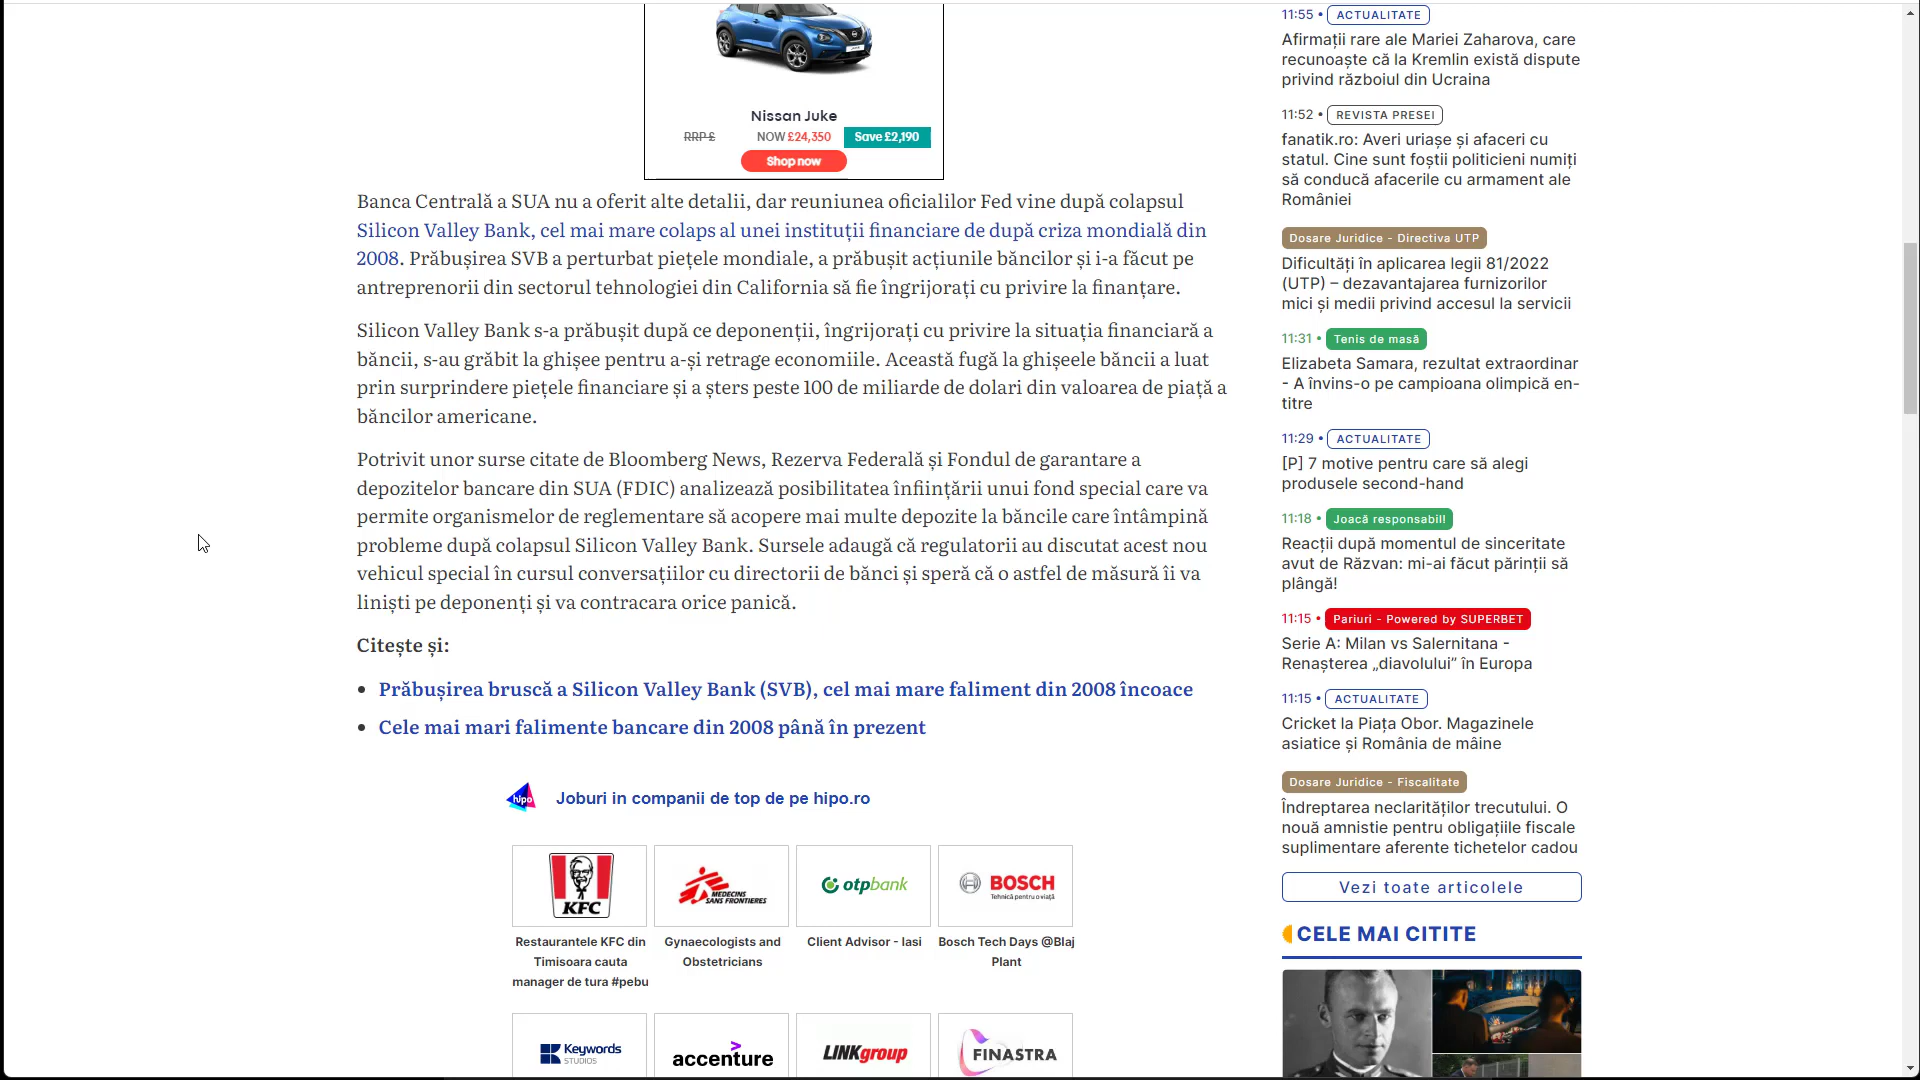 Nissan Juke
RRP £ NOW £24,350 Save £2,190
Shop now
Banca Centrală a SUA nu a oferit alte detalii, dar reuniunea oficialilor Fed vine după colapsul
Silicon Valley Bank, cel mai mare colaps al unei instituții financiare de după criza mondială din
2008. Prăbușirea SVB a perturbat piețele mondiale, a prăbușit acțiunile băncilor și i-a făcut pe
antreprenorii din sectorul tehnologiei din California să fie îngrijorați cu privire la finanțare.
Silicon Valley Bank s-a prăbușit după ce deponenții, îngrijorați cu privire la situația financiară a
băncii, s-au grăbit la ghișee pentru a-și retrage economiile. Această fugă la ghișeele băncii a luat
prin surprindere piețele financiare și a șters peste 100 de miliarde de dolari din valoarea de piață a
băncilor americane.
Potrivit unor surse citate de Bloomberg News, Rezerva Federală și Fondul de garantare a
depozitelor bancare din SUA (FDIC) analizează posibilitatea înființării unui fond special care va
permite organismelor de reglementare să acopere mai multe depozite la băncile care întâmpină
probleme după colapsul Silicon Valley Bank. Sursele adaugă că regulatorii au discutat acest nou
vehicul special în cursul conversațiilor cu directorii de bănci și speră că o astfel de măsură îi va
liniști pe deponenți și va contracara orice panică.
Citește și:
• Prăbușirea bruscă a Silicon Valley Bank (SVB), cel mai mare faliment din 2008 încoace
• Cele mai mari falimente bancare din 2008 până în prezent
hipo Joburi in companii de top de pe hipo.ro
KFC
MEDECINS
SANS FRONTIERES
otpbank
BOSCH
Tehnică pentru o viață
Restaurantele KFC din
Timisoara cauta
manager de tura #pebu
Gynaecologists and
Obstetricians
Client Advisor - Iasi
Bosch Tech Days @Blaj
Plant
Keywords
STUDIOS
accenture
LINKgroup
FINASTRA
11:55 • ACTUALITATE
Afirmații rare ale Mariei Zaharova, care
recunoaște că la Kremlin există dispute
privind războiul din Ucraina
11:52 • REVISTA PRESEI
fanatik.ro: Averi uriașe și afaceri cu
statul. Cine sunt foștii politicieni numiți
să conducă afacerile cu armament ale
României
Dosare Juridice - Directiva UTP
Dificultăți în aplicarea legii 81/2022
(UTP) – dezavantajarea furnizorilor
mici și medii privind accesul la servicii
11:31 • Tenis de masă
Elizabeta Samara, rezultat extraordinar
- A învins-o pe campioana olimpică en-
titre
11:29 • ACTUALITATE
[P] 7 motive pentru care să alegi
produsele second-hand
11:18 • Joacă responsabil!
Reacții după momentul de sinceritate
avut de Răzvan: mi-ai făcut părinții să
plângă!
11:15 • Pariuri - Powered by SUPERBET
Serie A: Milan vs Salernitana -
Renașterea „diavolului” în Europa
11:15 • ACTUALITATE
Cricket la Piața Obor. Magazinele
asiatice și România de mâine
Dosare Juridice - Fiscalitate
Îndreptarea neclarităților trecutului. O
nouă amnistie pentru obligațiile fiscale
suplimentare aferente tichetelor cadou
Vezi toate articolele
CELE MAI CITITE